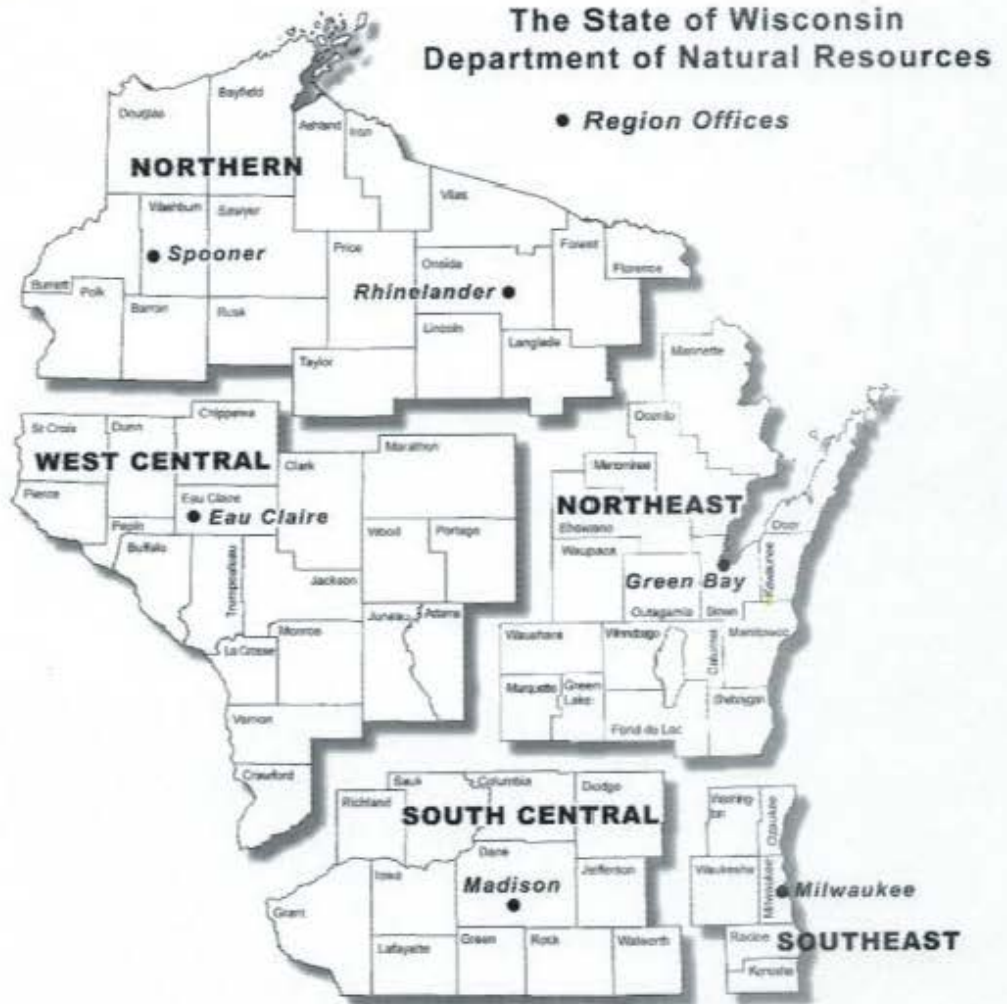 The State of Wisconsin
Department of Natural Resources
● Region Offices
Bayfield
Douglas
Ashland
Iron
NORTHERN
Vilas
Washburn
Sawyer
Price
Forest
Spooner
Oneida
Florence
Burnett
Polk
Rhinelander
Barron
Rusk
Lincoln
Langlade
Taylor
Marinette
Chippewa
St Croix
Dunn
Oconto
Marathon
WEST CENTRAL
Clark
Menominee
Pierce
Eau Claire
NORTHEAST
Eau Claire
Shawano
Door
Pepin
Wood
Portage
Buffalo
Waupaca
Kewaunee
Trempealeau
Jackson
Green Bay
Outagamie
Brown
Juneau
Adams
Monroe
Waushara
Winnebago
Calumet
Manitowoc
La Crosse
Marquette
Green
Lake
Sheboygan
Vernon
Fond du Lac
Crawford
Sauk
Columbia
Dodge
Richland
Ozaukee
SOUTH CENTRAL
Dane
Iowa
Jefferson
Waukesha
Milwaukee
Madison
Milwaukee
Grant
Racine
SOUTHEAST
Lafayette
Green
Rock
Walworth
Kenosha